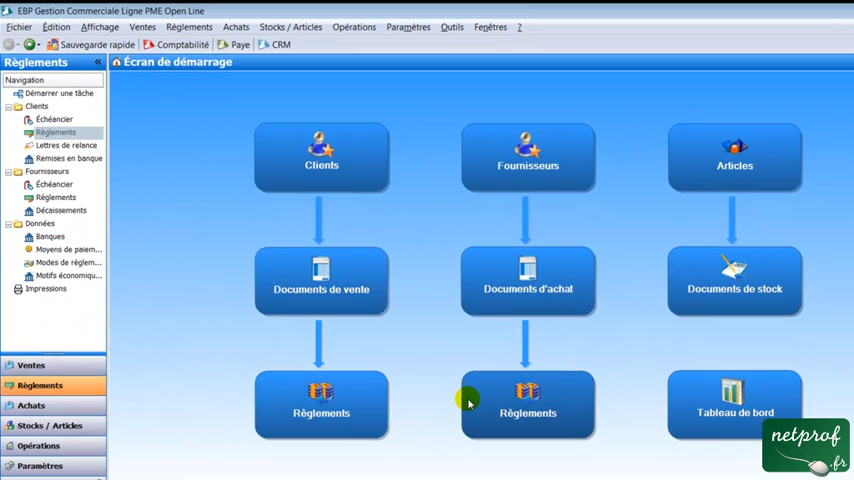 EBP Gestion Commerciale Ligne PME Open Line
Fichier Édition Affichage Ventes Règlements Achats Stocks / Articles Opérations Paramètres Outils Fenêtres ?
Sauvegarde rapide Comptabilité Paye CRM
Règlements « Écran de démarrage
Navigation
Démarrer une tâche
Clients
Échéancier
Règlements
Lettres de relance
Remises en banque
Fournisseurs
Échéancier
Règlements
Décaissements
Données
Banques
Moyens de paiem...
Modes de règlem...
Motifs économiqu...
Impressions
Ventes
Règlements
Achats
Stocks / Articles
Opérations
Paramètres
Clients Fournisseurs Articles
Documents de vente Documents d'achat Documents de stock
Règlements Règlements Tableau de bord
netprof
.fr